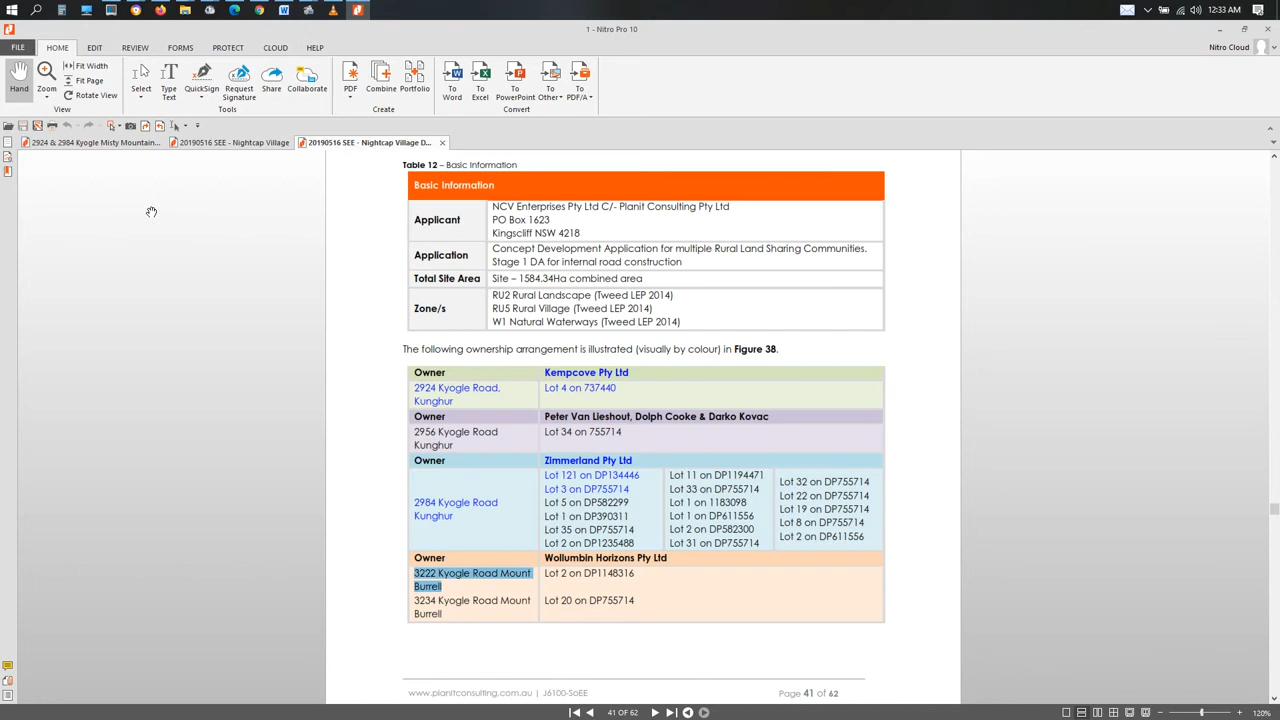 12:33 AM
1 - Nitro Pro 10
FILE HOME EDIT REVIEW FORMS PROTECT CLOUD HELP
Nitro Cloud
Hand
Zoom
Fit Width
Fit Page
Rotate View
View
Select
Type Text
QuickSign
Request Signature
Share
Collaborate
Tools
PDF
Combine
Portfolio
Create
To Word
To Excel
To PowerPoint
To Other
To PDF/A
Convert
2924 & 2984 Kyogle Misty Mountain...
20190516 SEE - Nightcap Village
20190516 SEE - Nightcap Village D...
Table 12 – Basic Information
Basic Information
Applicant
NCV Enterprises Pty Ltd C/- Planit Consulting Pty Ltd
PO Box 1623
Kingscliff NSW 4218
Application
Concept Development Application for multiple Rural Land Sharing Communities.
Stage 1 DA for internal road construction
Total Site Area
Site – 1584.34Ha combined area
Zone/s
RU2 Rural Landscape (Tweed LEP 2014)
RU5 Rural Village (Tweed LEP 2014)
W1 Natural Waterways (Tweed LEP 2014)
The following ownership arrangement is illustrated (visually by colour) in Figure 38.
Owner Kempcove Pty Ltd
2924 Kyogle Road, Lot 4 on 737440
Kunghur
Owner Peter Van Lieshout, Dolph Cooke & Darko Kovac
2956 Kyogle Road Lot 34 on 755714
Kunghur
Owner Zimmerland Pty Ltd
2984 Kyogle Road
Kunghur
Lot 121 on DP134446
Lot 3 on DP755714
Lot 5 on DP582299
Lot 1 on DP390311
Lot 35 on DP755714
Lot 2 on DP1235488
Lot 11 on DP1194471
Lot 33 on DP755714
Lot 1 on 1183098
Lot 1 on DP611556
Lot 2 on DP582300
Lot 31 on DP755714
Lot 32 on DP755714
Lot 22 on DP755714
Lot 19 on DP755714
Lot 8 on DP755714
Lot 2 on DP611556
Owner Wollumbin Horizons Pty Ltd
3222 Kyogle Road Mount Lot 2 on DP1148316
Burrell
3234 Kyogle Road Mount Lot 20 on DP755714
Burrell
www.planitconsulting.com.au | J6100-SoEE Page 41 of 62
41 OF 62
120%